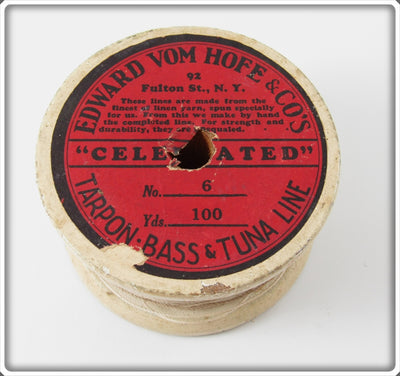 EDWARD VOM HOFE & CO'S
92
Fulton St., N. Y.
These lines are made from the
finest of linen yarn, spun specially
for us. From this we make by hand
the completed line. For strength and
durability, they are unequaled.
"CELEBRATED"
No. 6
Yds. 100
TARPON, BASS & TUNA LINE